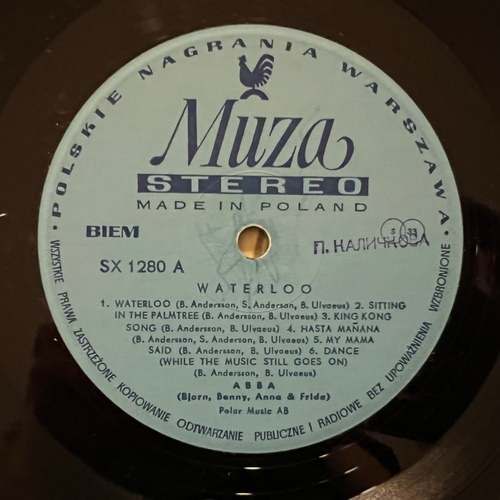 • POLSKIE NAGRANIA WARSZAWA •
Muza
STEREO
MADE IN POLAND
BIEM
33
П. НАЛИЧНОВА
SX 1280 A
WATERLOO
1. WATERLOO (B. Andersson, S. Anderson, B. Ulvaeus) 2. SITTING
IN THE PALMTREE (B. Andersson, B. Ulvaeus) 3. KING KONG
SONG (B. Andersson, B. Ulvaeus) 4. HASTA MAÑANA
(B. Andersson, S. Anderson, B. Ulvaeus) 5. MY MAMA
SAID (B. Andersson, B. Ulvaeus) 6. DANCE
(WHILE THE MUSIC STILL GOES ON)
(B. Andersson, B. Ulvaeus)
ABBA
(Bjorn, Benny, Anna & Frida)
Polar Music AB
WSZYSTKIE PRAWA ZASTRZEŻONE KOPIOWANIE ODTWARZANIE PUBLICZNE I RADIOWE BEZ UPOWAŻNIENIA WZBRONIONE